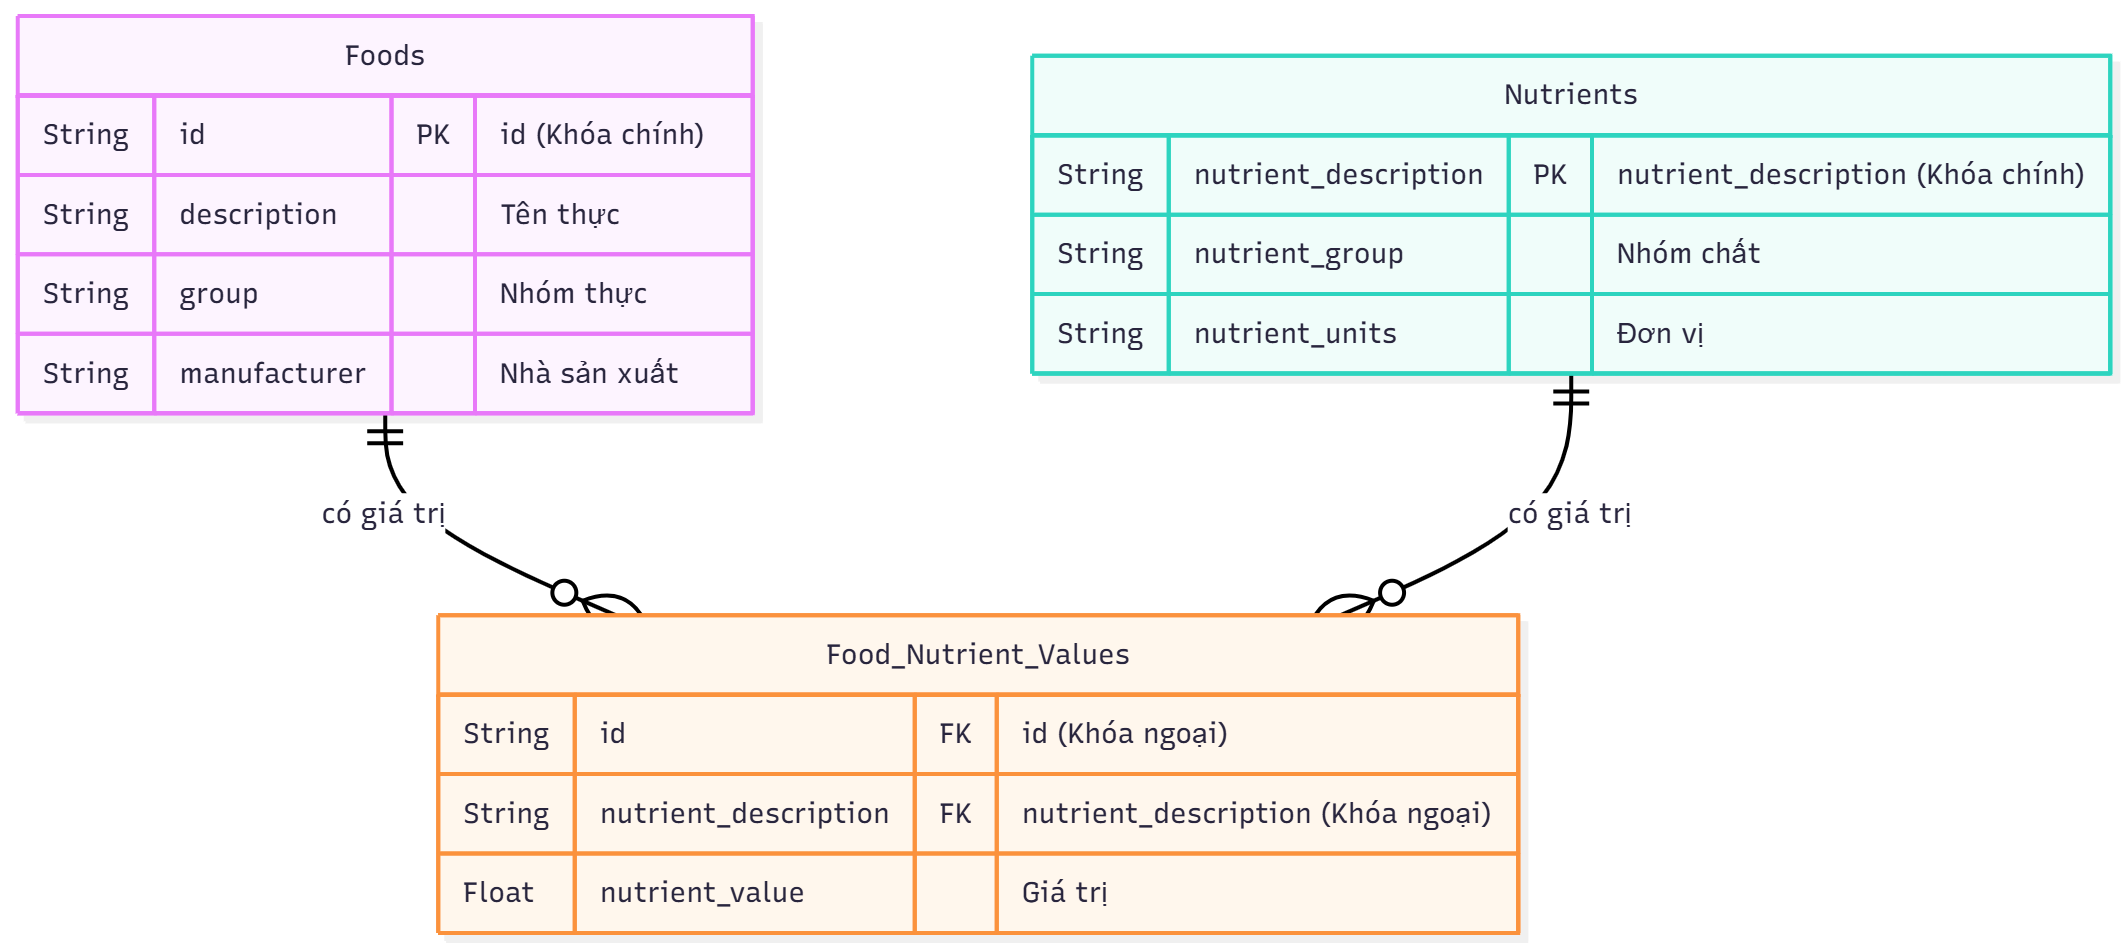 Foods
String id PK id (Khóa chính)
String description Tên thực
String group Nhóm thực
String manufacturer Nhà sản xuất
Nutrients
String nutrient_description PK nutrient_description (Khóa chính)
String nutrient_group Nhóm chất
String nutrient_units Đơn vị
có giá trị
có giá trị
Food_Nutrient_Values
String id FK id (Khóa ngoại)
String nutrient_description FK nutrient_description (Khóa ngoại)
Float nutrient_value Giá trị